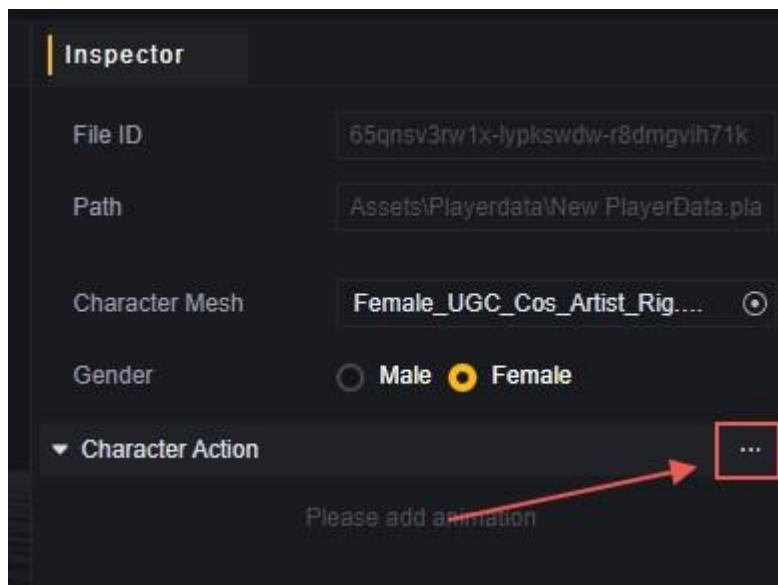 Inspector
File ID 65qnsv3rw1x-lypkswdw-r8dmgvih71k
Path Assets\Playerdata\New PlayerData.pla
Character Mesh Female_UGC_Cos_Artist_Rig....
Gender Male Female
Character Action ...
Please add animation